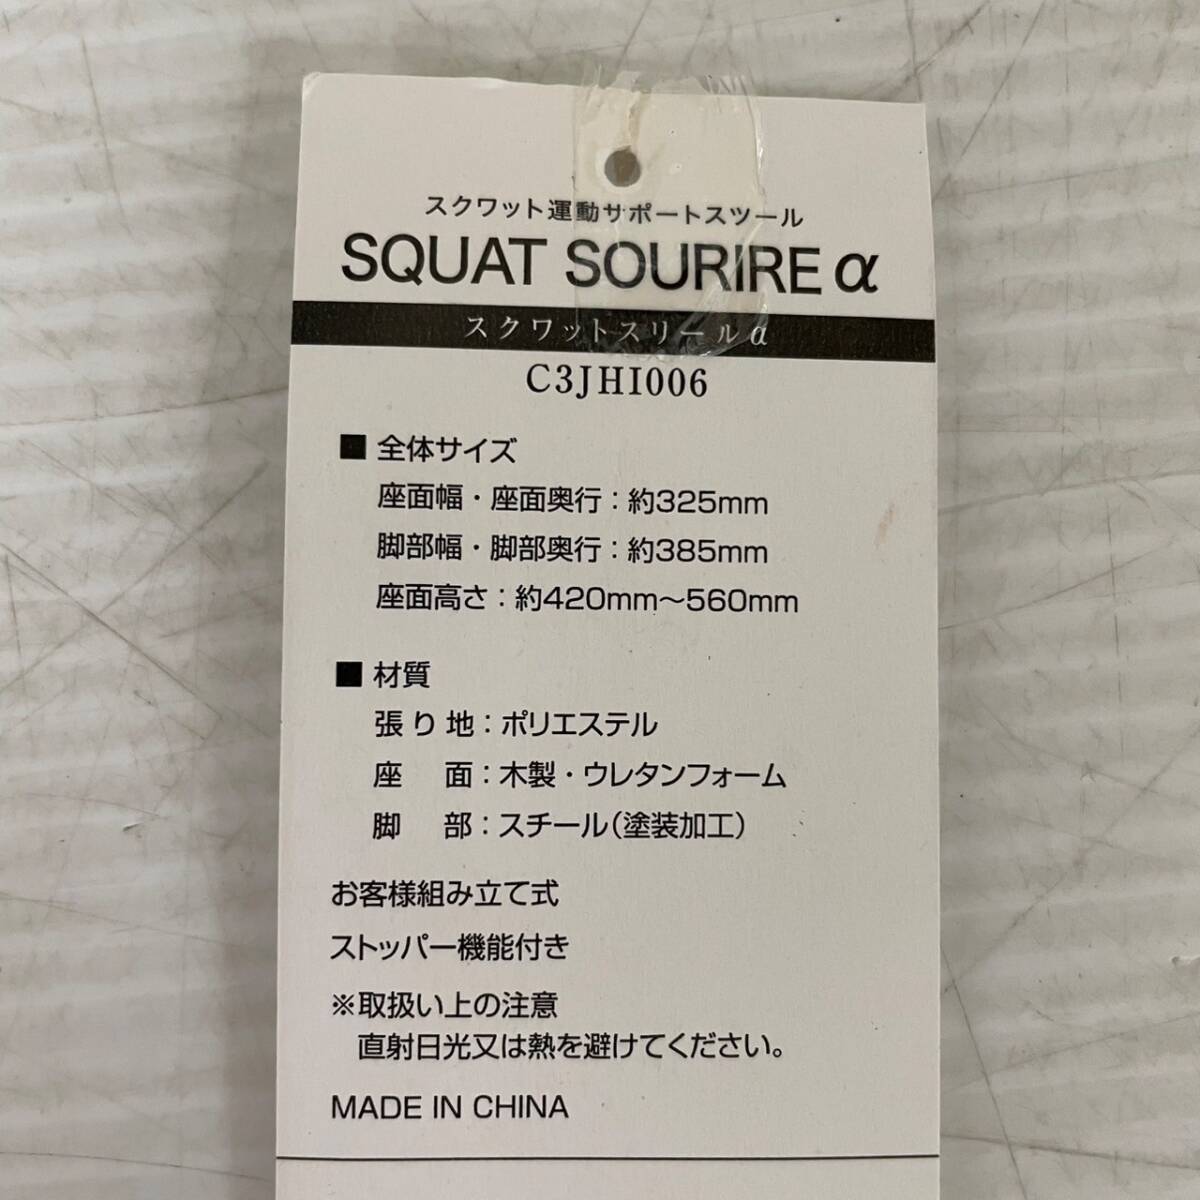 スクワット運動サポートスツール
SQUAT SOURIRE α
スクワットスリールα
C3JHI006
■ 全体サイズ
座面幅・座面奥行：約325mm
脚部幅・脚部奥行：約385mm
座面高さ：約420mm～560mm
■ 材質
張り地：ポリエステル
座　面：木製・ウレタンフォーム
脚　部：スチール（塗装加工）
お客様組み立て式
ストッパー機能付き
※取扱い上の注意
直射日光又は熱を避けてください。
MADE IN CHINA